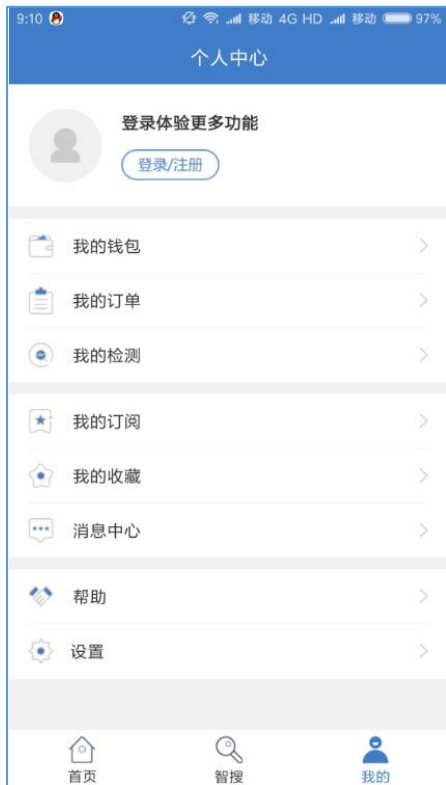 9:10 移动 4G HD 移动 97%
个人中心
登录体验更多功能
登录/注册
我的钱包
我的订单
我的检测
我的订阅
我的收藏
消息中心
帮助
设置
首页 智搜 我的